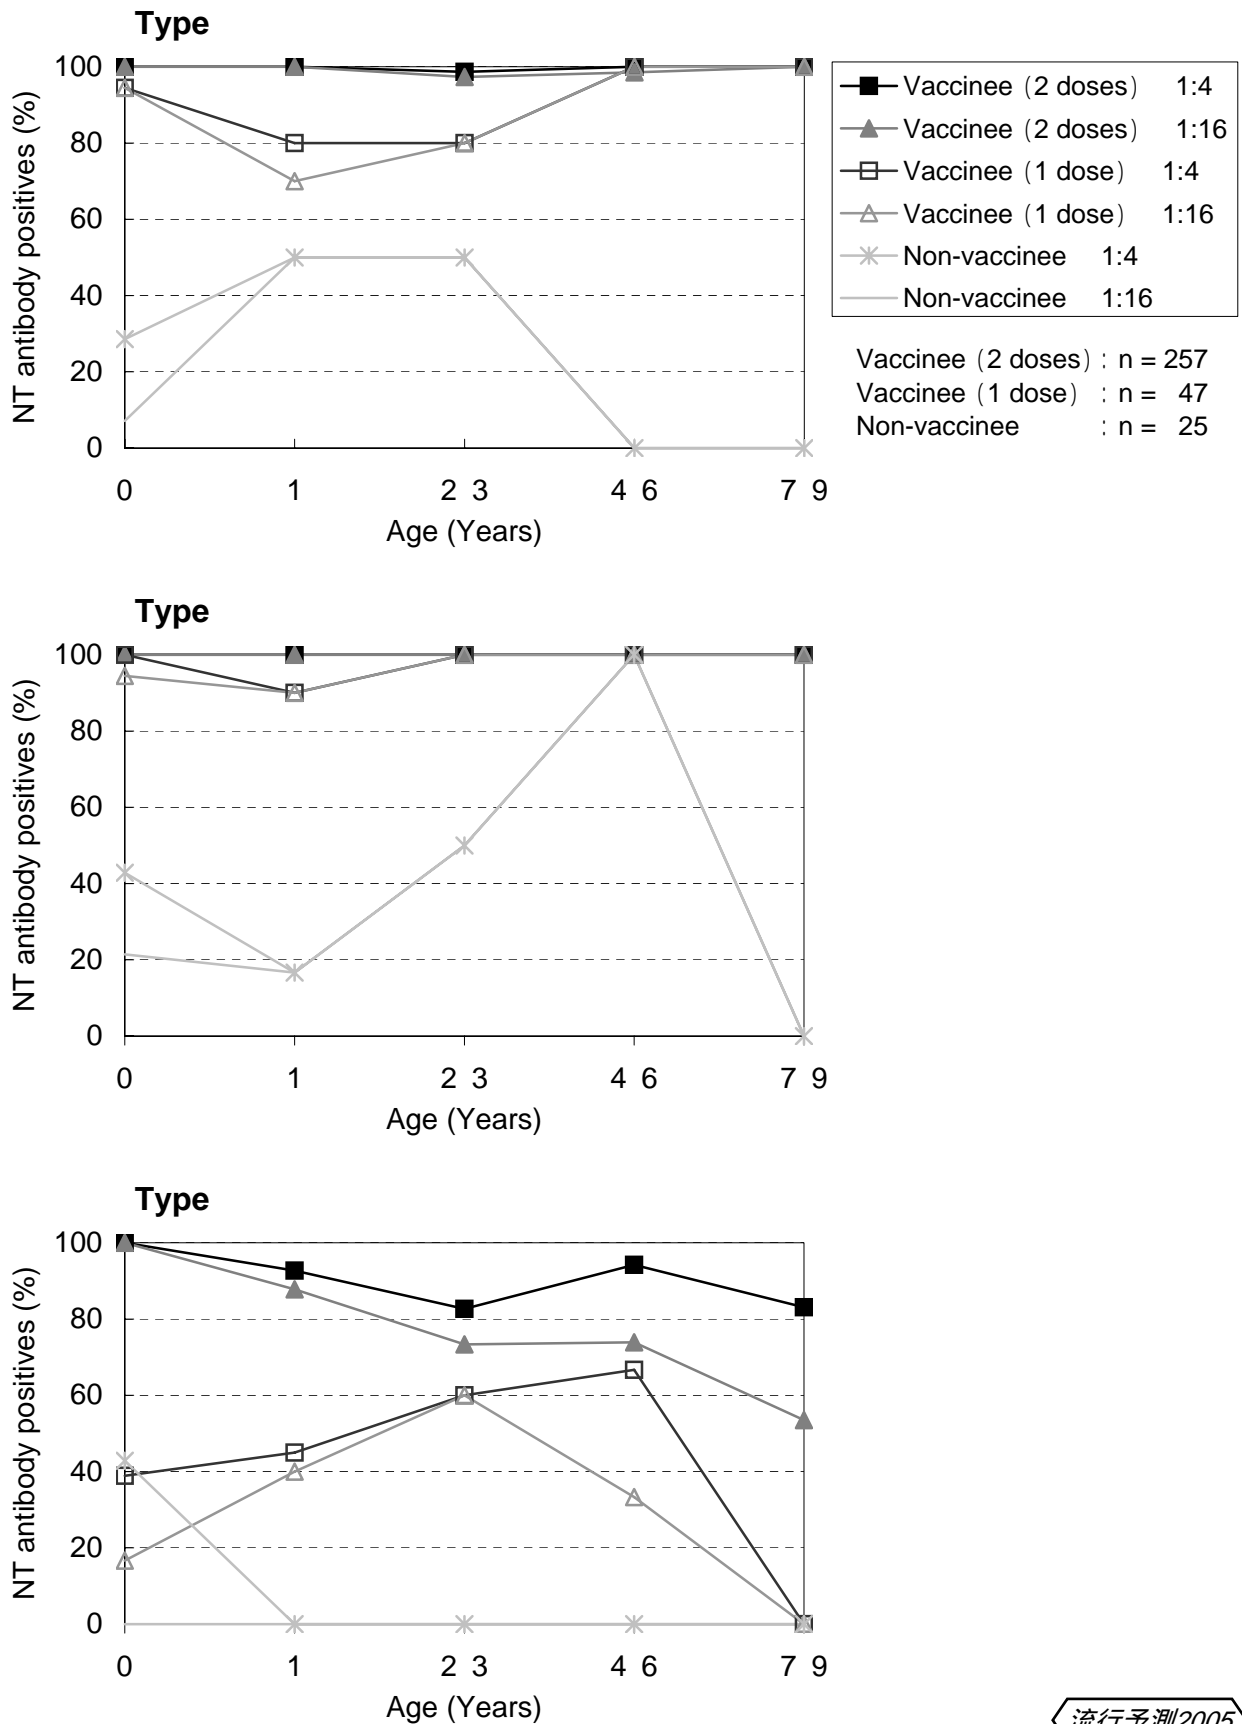 Type
NT antibody positives (%)
100
80
60
40
20
0
0 1 2 3 4 6 7 9
Age (Years)
Vaccinee (2 doses) 1:4
Vaccinee (2 doses) 1:16
Vaccinee (1 dose) 1:4
Vaccinee (1 dose) 1:16
Non-vaccinee 1:4
Non-vaccinee 1:16
Vaccinee (2 doses) : n = 257
Vaccinee (1 dose) : n = 47
Non-vaccinee : n = 25
Type
NT antibody positives (%)
100
80
60
40
20
0
0 1 2 3 4 6 7 9
Age (Years)
Type
NT antibody positives (%)
100
80
60
40
20
0
0 1 2 3 4 6 7 9
Age (Years)
流行予測2005